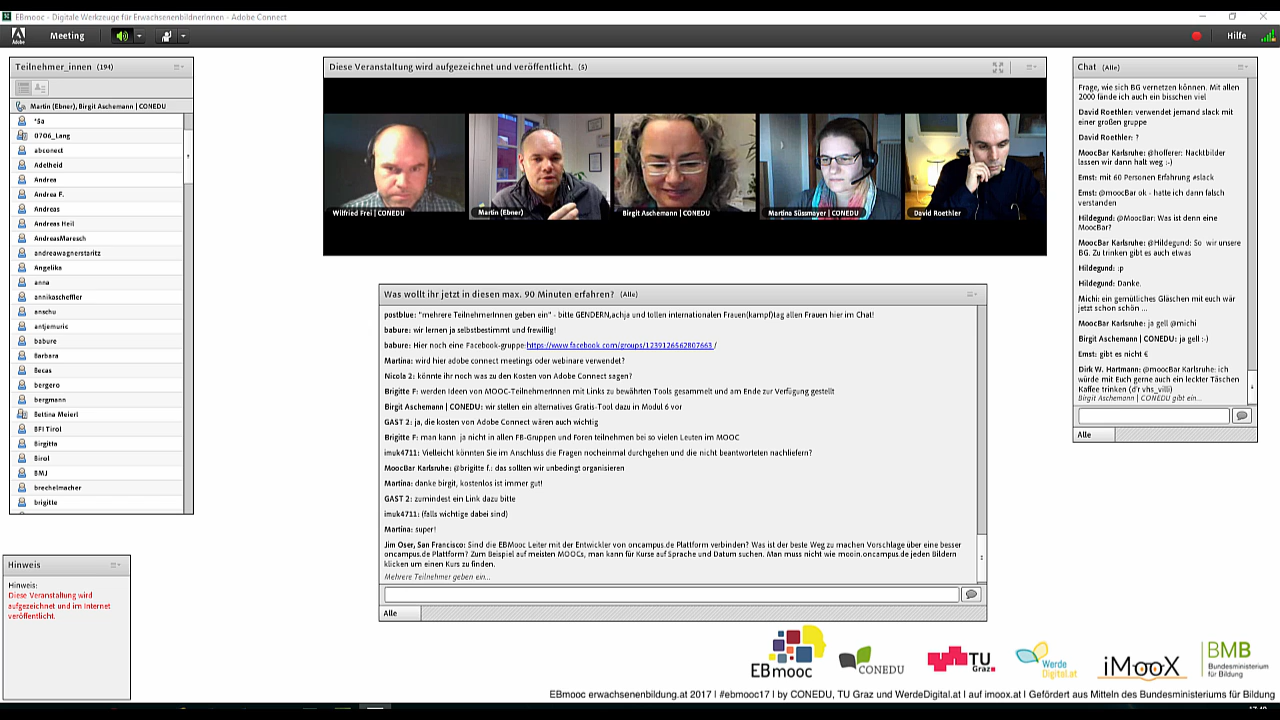 EBmooc - Digitale Werkzeuge für ErwachsenenbildnerInnen - Adobe Connect
Adobe
Meeting
Hilfe
Teilnehmer_innen (194)
Martin (Ebner), Birgit Aschemann | CONEDU
*Sa
0706_Lang
abconect
Adelheid
Andrea
Andrea F.
Andreas
Andreas Heil
AndreasMaresch
andreawagnerstaritz
Angelika
anna
annikascheffler
anschu
antjemuric
babure
Barbara
Becas
bergero
bergmann
Bettina Meierl
BFI Tirol
Birgitta
Birol
BMJ
brechelmacher
brigitte
Hinweis
Hinweis:
Diese Veranstaltung wird
aufgezeichnet und im Internet
veröffentlicht.
Diese Veranstaltung wird aufgezeichnet und veröffentlicht. (5)
Wilfried Frei | CONEDU
Martin (Ebner)
Birgit Aschemann | CONEDU
Martina Süssmayer | CONEDU
David Roethler
Was wollt ihr jetzt in diesen max. 90 Minuten erfahren? (Alle)
postblue: "mehrere TeilnehmerInnen geben ein" - bitte GENDERN,achja und tollen internationalen Frauen(kampf)tag allen Frauen hier im Chat!
babure: wir lernen ja selbstbestimmt und frewillig!
babure: Hier noch eine Facebook-gruppe:https://www.facebook.com/groups/1239126562807663 /
Martina: wird hier adobe connect meetings oder webinare verwendet?
Nicola 2: könnte ihr noch was zu den Kosten von Adobe Connect sagen?
Brigitte F: werden Ideen von MOOC-TeilnehmerInnen mit Links zu bewährten Tools gesammelt und am Ende zur Verfügung gestellt
Birgit Aschemann | CONEDU: wir stellen ein alternatives Gratis-Tool dazu in Modul 6 vor
GAST 2: ja, die kosten von Adobe Connect wären auch wichtig
Brigitte F: man kann ja nicht in allen FB-Gruppen und Foren teilnehmen bei so vielen Leuten im MOOC
imuk4711: Vielleicht könnten Sie im Anschluss die Fragen nocheinmal durchgehen und die nicht beantworteten nachliefern?
MoocBar Karlsruhe: @brigitte f.: das sollten wir unbedingt organisieren
Martina: danke birgit, kostenlos ist immer gut!
GAST 2: zumindest ein Link dazu bitte
imuk4711: (falls wichtige dabei sind)
Martina: super!
Jim Oser, San Francisco: Sind die EBMooc Leiter mit der Entwickler von oncampus.de Plattform verbinden? Was ist der beste Weg zu machen Vorschlage über eine besser
oncampus.de Plattform? Zum Beispiel auf meisten MOOCs, man kann für Kurse auf Sprache und Datum suchen. Man muss nicht wie mooin.oncampus.de jeden Bildern
klicken um einen Kurs zu finden.
Mehrere Teilnehmer geben ein...
Alle
Chat (Alle)
Frage, wie sich BG vernetzen können. Mit allen
2000 fände ich auch ein bisschen viel
David Roethler: verwendet jemand slack mit
einer großen gruppe
David Roethler: ?
MoocBar Karlsruhe: @hofferer: Nacktbilder
lassen wir dann halt weg :-)
Ernst: mit 60 Personen Erfahrung #slack
Ernst: @moocBar ok - hatte ich dann falsch
verstanden
Hildegund: @MoocBar: Was ist denn eine
MoocBar?
MoocBar Karlsruhe: @Hildegund: So wir unsere
BG. Zu trinken gibt es auch etwas
Hildegund: :p
Hildegund: Danke.
Michi: ein gemütliches Gläschen mit euch wär
jetzt schon schön ...
MoocBar Karlsruhe: ja gell @michi
Birgit Aschemann | CONEDU: ja gell :-)
Ernst: gibt es nicht €
Dirk W. Hartmann: @moocBar Karlsruhe: ich
würde mit Euch gerne auch ein leckter Täschen
Kaffee trinken (d'r vhs_villi)
Birgit Aschemann | CONEDU gibt ein...
Alle
EBmooc
CONEDU
TU
Graz
Werde
Digital.at
iMooX
BMB
Bundesministerium
für Bildung
EBmooc erwachsenenbildung.at 2017 I #ebmooc17 I by CONEDU, TU Graz und WerdeDigital.at I auf imoox.at I Gefördert aus Mitteln des Bundesministeriums für Bildung